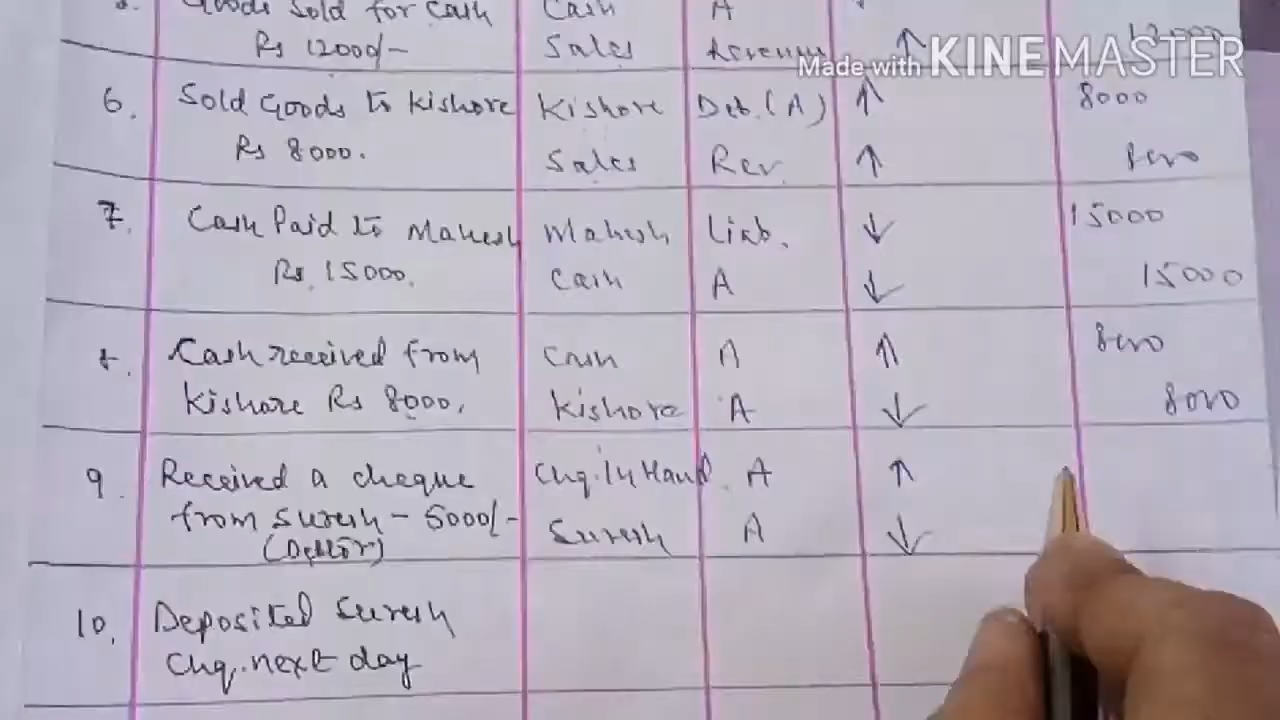 Goods sold for cash Cash A
Rs 12000/- Sales Revenue ↑ 12000
Made with KINEMASTER
6. Sold Goods to Kishore Kishore Deb.(A) ↑ 8000
Rs 8000. Sales Rev. ↑ 8000
7. Cash Paid to Mahesh Mahesh Liab. ↓ 15000
Rs. 15000. Cash A ↓ 15000
8. Cash received from Cash A ↑ 8000
Kishore Rs 8000. Kishore A ↓ 8000
9. Received a cheque Chq. In Hand A ↑
from Suresh - 5000/- Suresh A ↓
(Debtor)
10. Deposited Suresh
Chq. next day